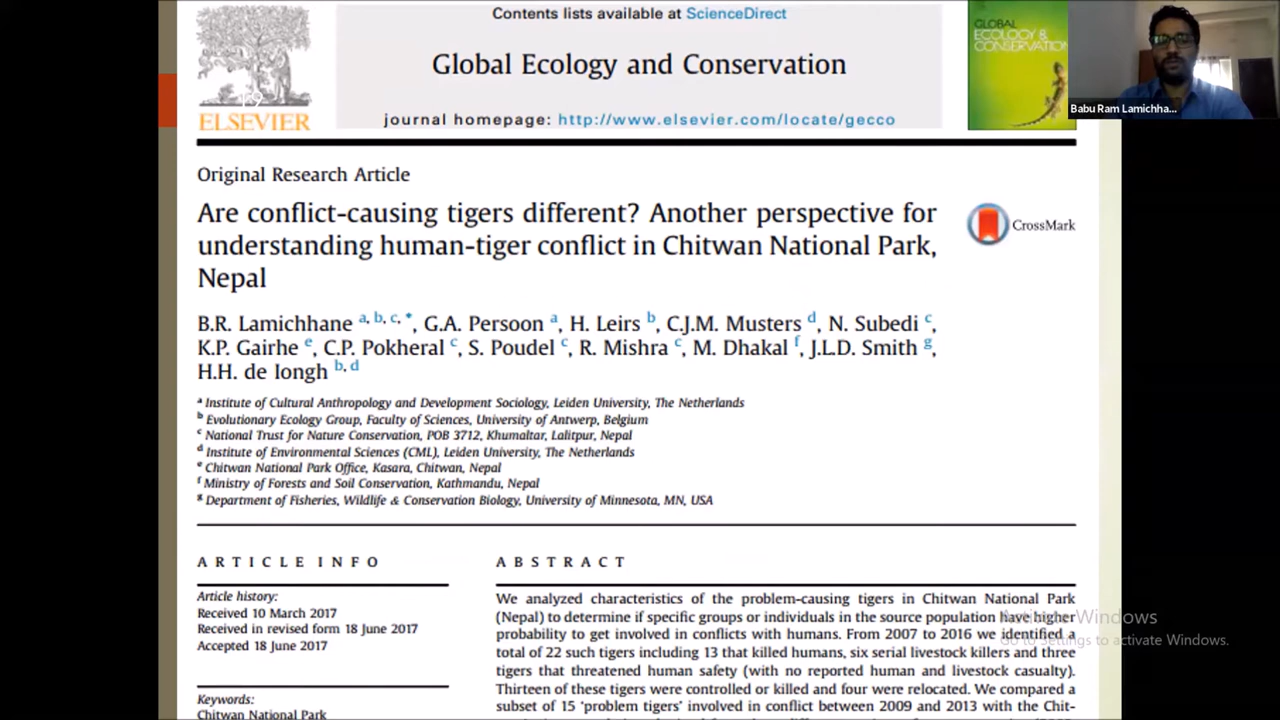 Contents lists available at ScienceDirect
GLOBAL
ECOLOGY &
CONSERVATION
Global Ecology and Conservation
19
ELSEVIER
journal homepage: http://www.elsevier.com/locate/gecco
Babu Ram Lamichha...
Original Research Article
Are conflict-causing tigers different? Another perspective for
understanding human-tiger conflict in Chitwan National Park,
Nepal
CrossMark
B.R. Lamichhane a, b, c, *, G.A. Persoon a, H. Leirs b, C.J.M. Musters d, N. Subedi c,
K.P. Gairhe e, C.P. Pokheral c, S. Poudel c, R. Mishra c, M. Dhakal f, J.L.D. Smith g,
H.H. de Iongh b, d
a Institute of Cultural Anthropology and Development Sociology, Leiden University, The Netherlands
b Evolutionary Ecology Group, Faculty of Sciences, University of Antwerp, Belgium
c National Trust for Nature Conservation, POB 3712, Khumaltar, Lalitpur, Nepal
d Institute of Environmental Sciences (CML), Leiden University, The Netherlands
e Chitwan National Park Office, Kasara, Chitwan, Nepal
f Ministry of Forests and Soil Conservation, Kathmandu, Nepal
g Department of Fisheries, Wildlife & Conservation Biology, University of Minnesota, MN, USA
ARTICLE INFO
Article history:
Received 10 March 2017
Received in revised form 18 June 2017
Accepted 18 June 2017
Keywords:
Chitwan National Park
ABSTRACT
We analyzed characteristics of the problem-causing tigers in Chitwan National Park
(Nepal) to determine if specific groups or individuals in the source population have higher
probability to get involved in conflicts with humans. From 2007 to 2016 we identified a
total of 22 such tigers including 13 that killed humans, six serial livestock killers and three
tigers that threatened human safety (with no reported human and livestock casualty).
Thirteen of these tigers were controlled or killed and four were relocated. We compared a
subset of 15 'problem tigers' involved in conflict between 2009 and 2013 with the Chit-
Activate Windows
Go to Settings to activate Windows.